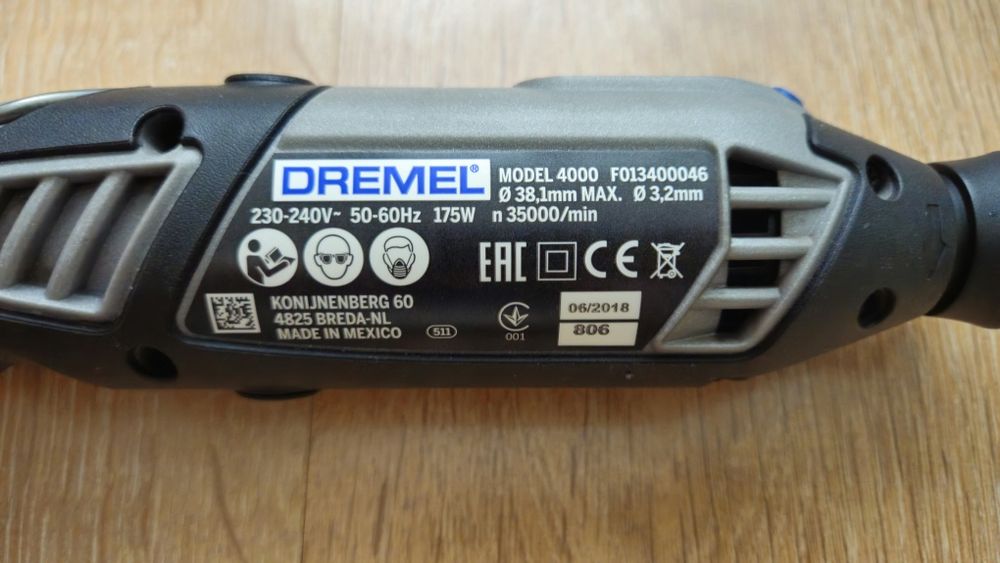 DREMEL®
MODEL 4000 F013400046
Ø 38,1mm MAX. Ø 3,2mm
230-240V~ 50-60Hz 175W n 35000/min
EAC CE
KONIJNENBERG 60
4825 BREDA-NL
MADE IN MEXICO
511
001
06/2018
806